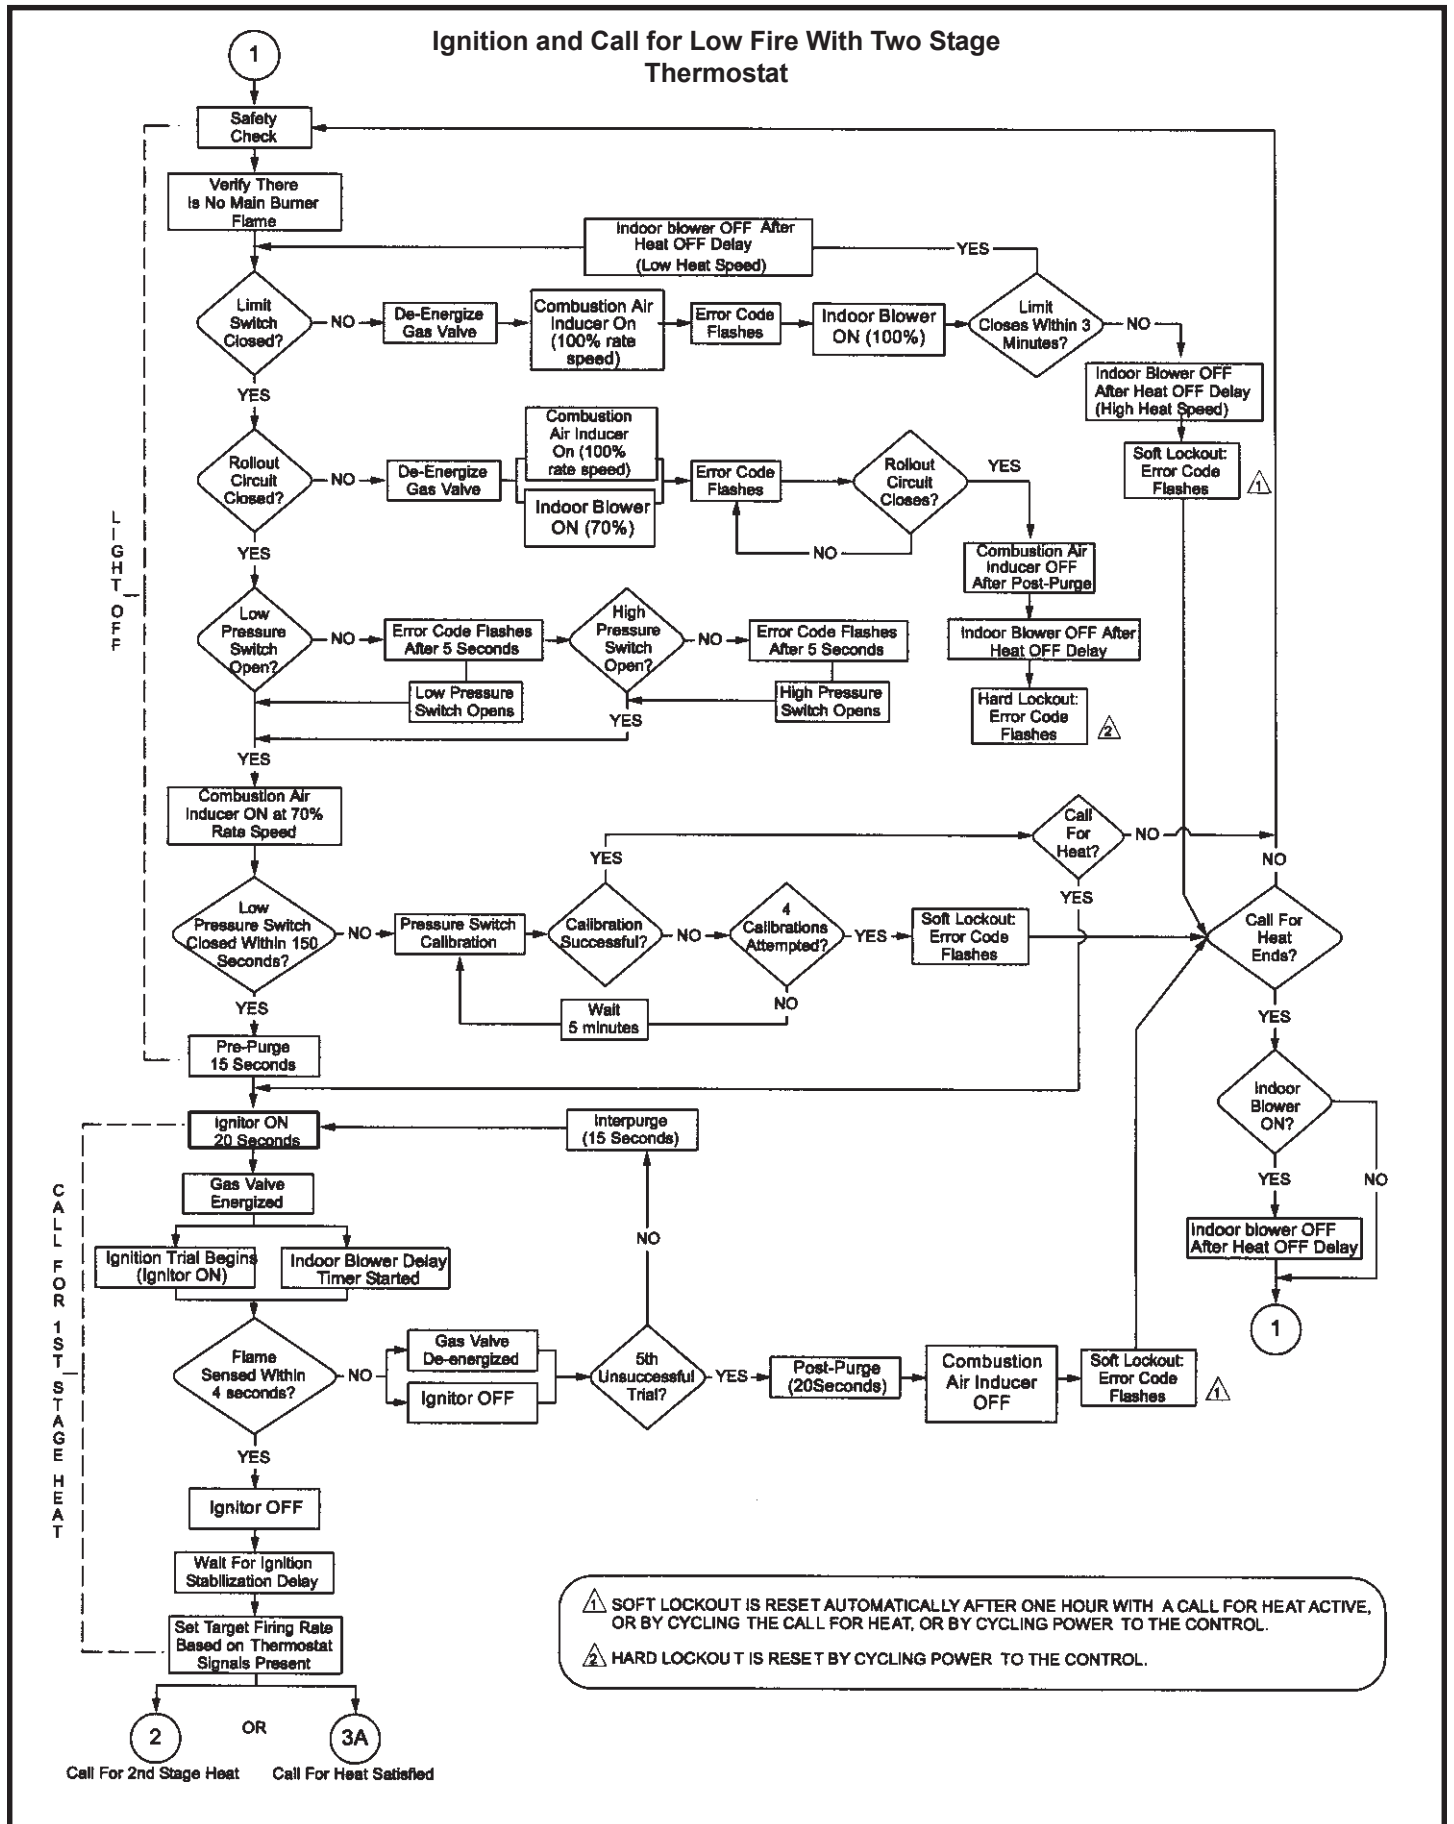 Ignition and Call for Low Fire With Two Stage
Thermostat
1
Safety
Check
Verify There
Is No Main Burner
Flame
Indoor blower OFF After
Heat OFF Delay
(Low Heat Speed)
YES
Limit
Switch
Closed?
NO
De-Energize
Gas Valve
Combustion Air
Inducer On
(100% rate
speed)
Error Code
Flashes
Indoor Blower
ON (100%)
Limit
Closes Within 3
Minutes?
NO
Indoor Blower OFF
After Heat OFF Delay
(High Heat Speed)
Soft Lockout:
Error Code
Flashes
1
YES
Rollout
Circuit
Closed?
NO
De-Energize
Gas Valve
Combustion
Air Inducer
On (100%
rate speed)
Indoor Blower
ON (70%)
Error Code
Flashes
Rollout
Circuit
Closes?
YES
NO
Combustion Air
Inducer OFF
After Post-Purge
Indoor Blower OFF After
Heat OFF Delay
Hard Lockout:
Error Code
Flashes
2
LIGHT OFF
YES
Low
Pressure
Switch
Open?
NO
Error Code Flashes
After 5 Seconds
Low Pressure
Switch Opens
High
Pressure
Switch
Open?
NO
Error Code Flashes
After 5 Seconds
High Pressure
Switch Opens
YES
YES
Combustion Air
Inducer ON at 70%
Rate Speed
Low
Pressure Switch
Closed Within 150
Seconds?
NO
Pressure Switch
Calibration
Calibration
Successful?
YES
Call
For
Heat?
NO
YES
NO
4
Calibrations
Attempted?
YES
Soft Lockout:
Error Code
Flashes
NO
Wait
5 minutes
NO
Call For
Heat
Ends?
YES
Indoor
Blower
ON?
YES
NO
Indoor blower OFF
After Heat OFF Delay
1
YES
Pre-Purge
15 Seconds
CALL FOR 1ST STAGE HEAT
Ignitor ON
20 Seconds
Interpurge
(15 Seconds)
Gas Valve
Energized
Ignition Trial Begins
(Ignitor ON)
Indoor Blower Delay
Timer Started
Flame
Sensed Within
4 seconds?
NO
Gas Valve
De-energized
Ignitor OFF
5th
Unsuccessful
Trial?
NO
YES
Post-Purge
(20Seconds)
Combustion
Air Inducer
OFF
Soft Lockout:
Error Code
Flashes
1
YES
Ignitor OFF
Wait For Ignition
Stabilization Delay
Set Target Firing Rate
Based on Thermostat
Signals Present
2
OR
3A
Call For 2nd Stage Heat
Call For Heat Satisfied
1 SOFT LOCKOUT IS RESET AUTOMATICALLY AFTER ONE HOUR WITH A CALL FOR HEAT ACTIVE,
OR BY CYCLING THE CALL FOR HEAT, OR BY CYCLING POWER TO THE CONTROL.
2 HARD LOCKOUT IS RESET BY CYCLING POWER TO THE CONTROL.